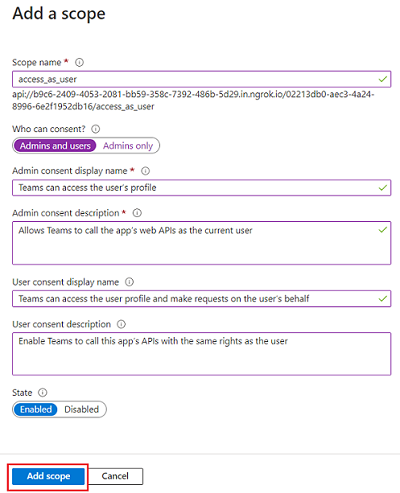 Add a scope
Scope name *
access_as_user
api://b9c6-2409-4053-2081-bb59-358c-7392-486b-5d29.in.ngrok.io/02213db0-aec3-4a24-
8996-6e2f1952db16/access_as_user
Who can consent?
Admins and users Admins only
Admin consent display name *
Teams can access the user's profile
Admin consent description *
Allows Teams to call the app's web APIs as the current user
User consent display name
Teams can access the user profile and make requests on the user's behalf
User consent description
Enable Teams to call this app's APIs with the same rights as the user
State
Enabled Disabled
Add scope Cancel